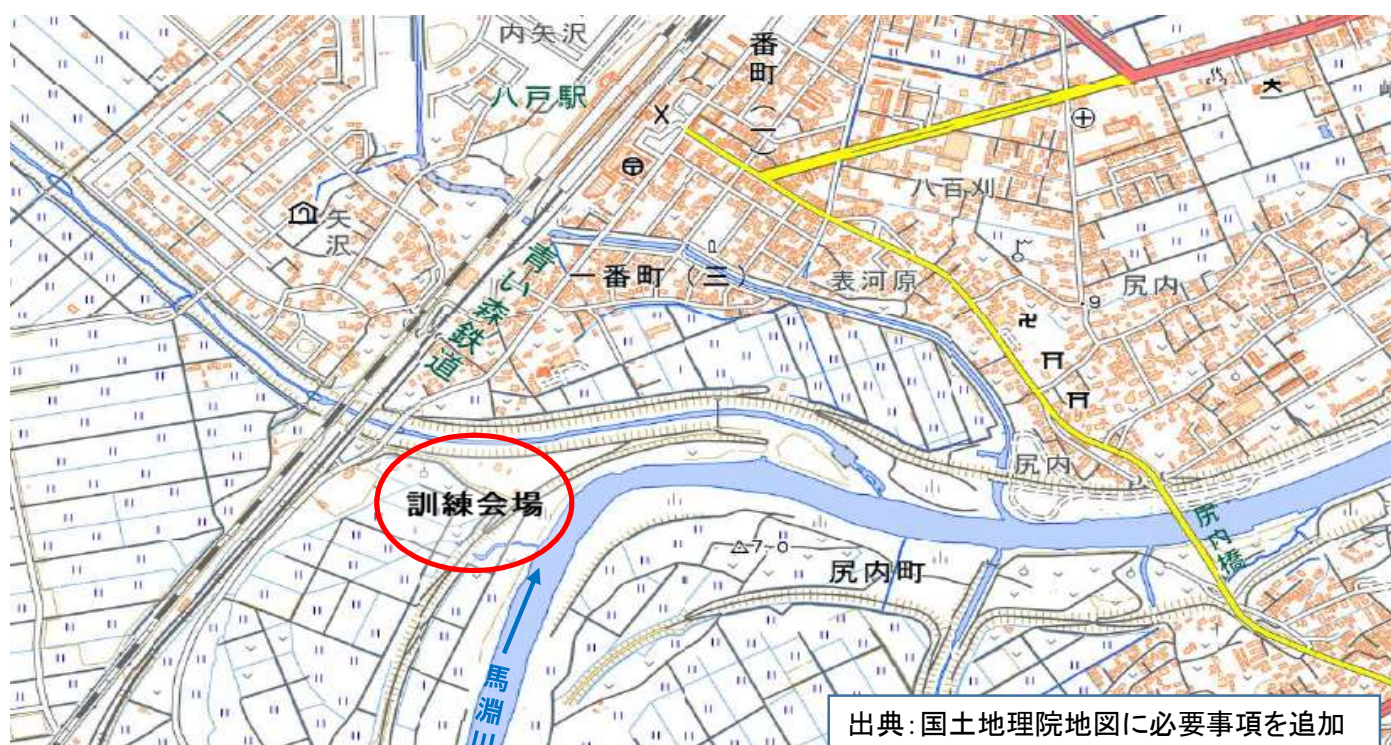 内矢沢
八戸駅
一番町(一)
八百刈
矢沢
青い森鉄道
一番町(三)
表河原
尻内
・9
尻内
尻内橋
訓練会場
△7.0
尻内町
馬淵川
出典：国土地理院地図に必要事項を追加